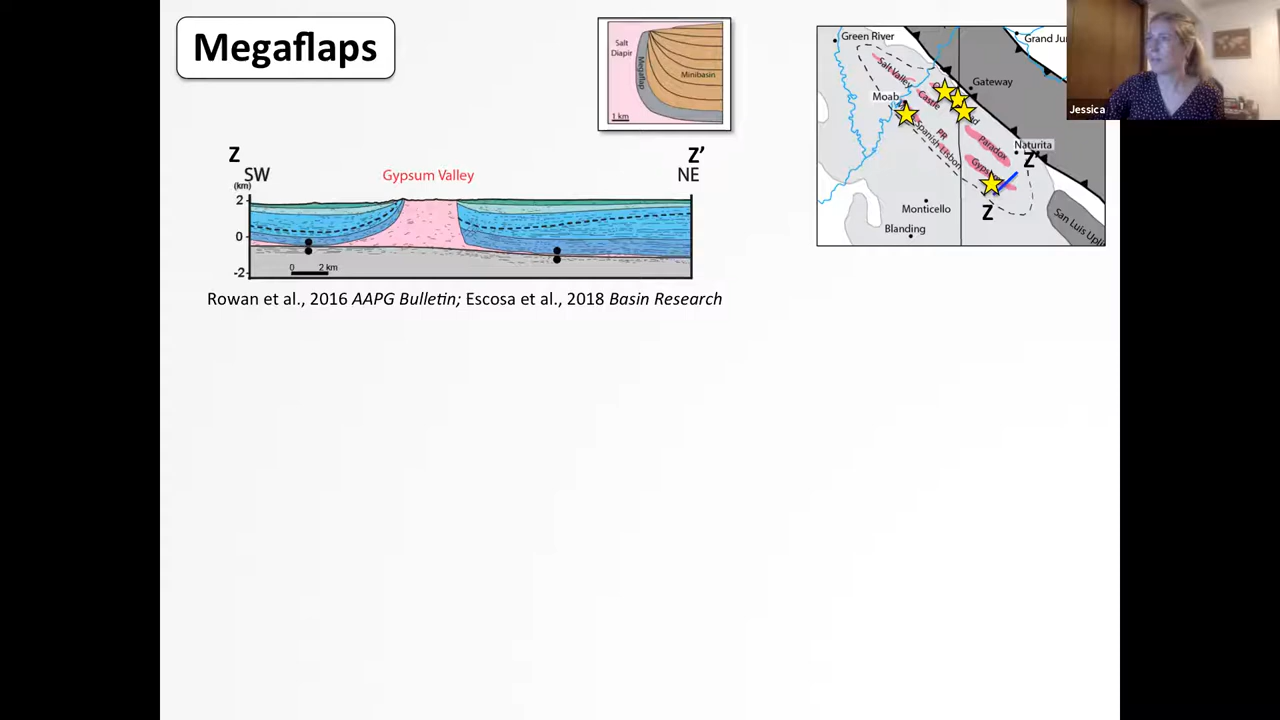 Megaflaps
Salt
Diapir
Megaflap
Minibasin
1 km
Green River
Grand Ju
Salt Valley
Gateway
Moab
Castle
Spanish
Lisbon
PR
Paradox
Naturita
Z'
Z
Monticello
Blanding
San Luis Upli
Jessica
Z
SW
(km)
Gypsum Valley
Z'
NE
2
0
-2
0 2 km
Rowan et al., 2016 AAPG Bulletin; Escosa et al., 2018 Basin Research